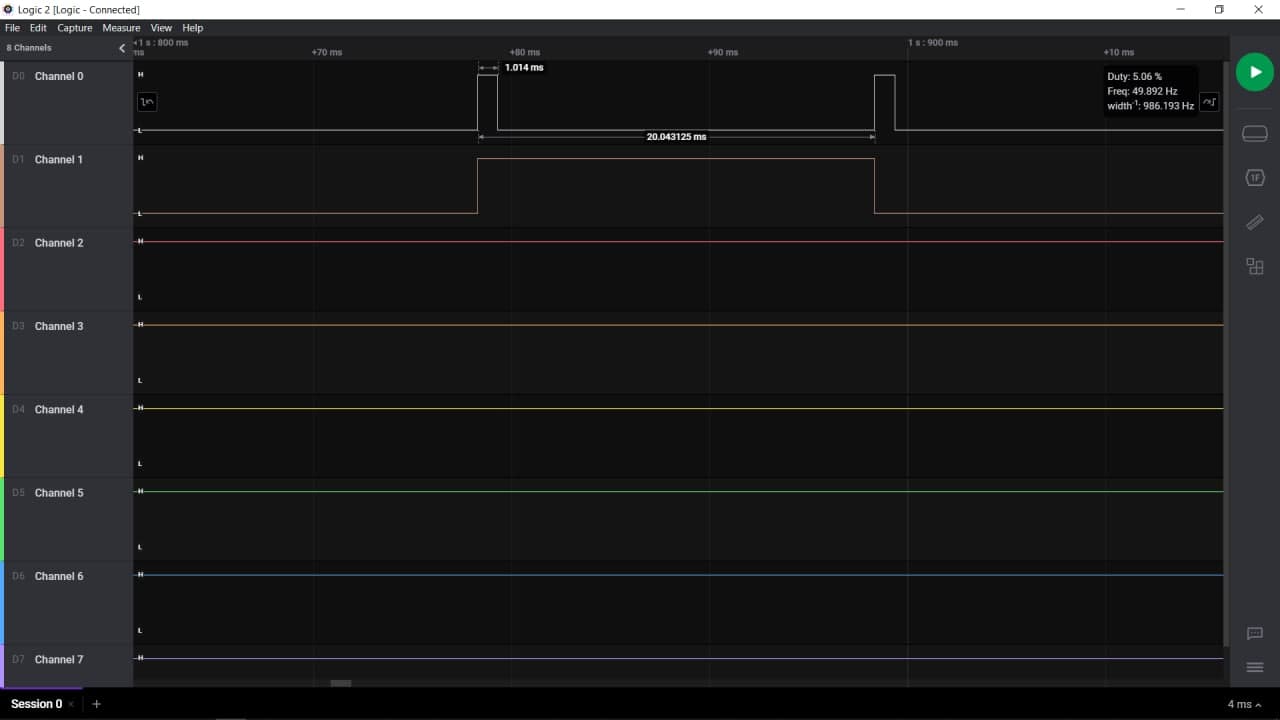 Logic 2 [Logic - Connected]
File Edit Capture Measure View Help
8 Channels
1 s : 800 ms
1 s : 900 ms
ms
+70 ms
+80 ms
+90 ms
+10 ms
D0 Channel 0
H
L
1.014 ms
20.043125 ms
Duty: 5.06 %
Freq: 49.892 Hz
width-1: 986.193 Hz
D1 Channel 1
H
L
D2 Channel 2
H
L
D3 Channel 3
H
L
D4 Channel 4
H
L
D5 Channel 5
H
L
D6 Channel 6
H
L
D7 Channel 7
H
1F
Session 0
4 ms